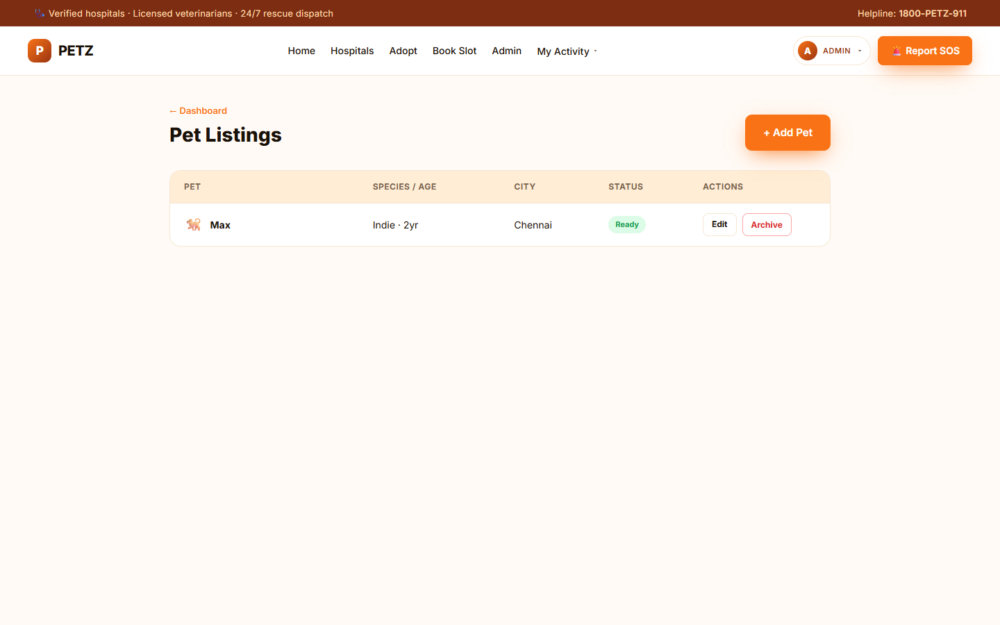 Verified hospitals · Licensed veterinarians · 24/7 rescue dispatch
Helpline: 1800-PETZ-911
P PETZ
Home Hospitals Adopt Book Slot Admin My Activity
A ADMIN
Report SOS
← Dashboard
Pet Listings
+ Add Pet
PET SPECIES / AGE CITY STATUS ACTIONS
Max Indie · 2yr Chennai Ready Edit Archive